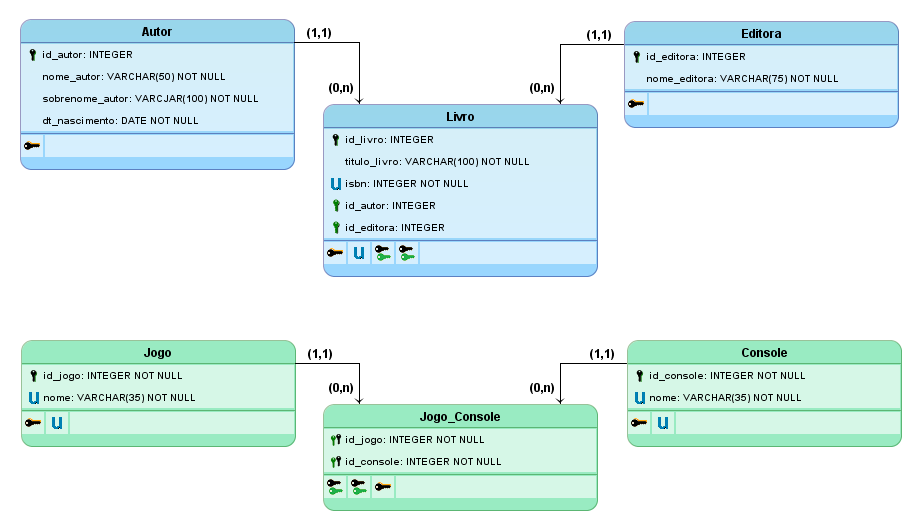 Autor
id_autor: INTEGER
nome_autor: VARCHAR(50) NOT NULL
sobrenome_autor: VARCJAR(100) NOT NULL
dt_nascimento: DATE NOT NULL
(1,1)
(0,n)
(1,1)
(0,n)
Editora
id_editora: INTEGER
nome_editora: VARCHAR(75) NOT NULL
Livro
id_livro: INTEGER
titulo_livro: VARCHAR(100) NOT NULL
U isbn: INTEGER NOT NULL
id_autor: INTEGER
id_editora: INTEGER
U
Jogo
id_jogo: INTEGER NOT NULL
U nome: VARCHAR(35) NOT NULL
U
(1,1)
(0,n)
(1,1)
(0,n)
Console
id_console: INTEGER NOT NULL
U nome: VARCHAR(35) NOT NULL
U
Jogo_Console
id_jogo: INTEGER NOT NULL
id_console: INTEGER NOT NULL